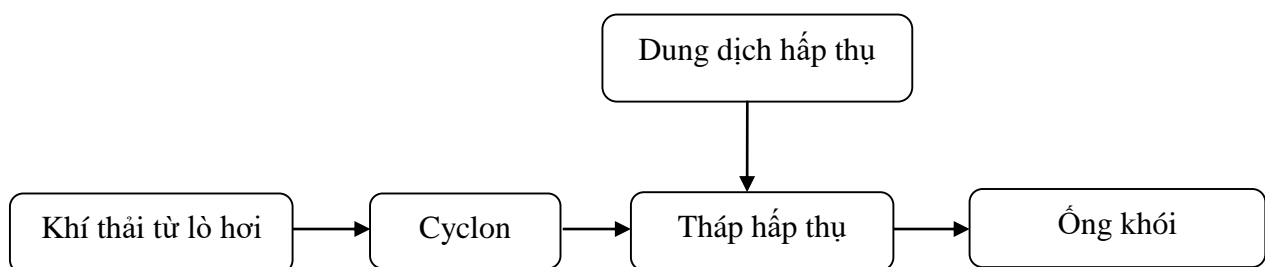 Dung dịch hấp thụ
Khí thải từ lò hơi
Cyclon
Tháp hấp thụ
Ống khói